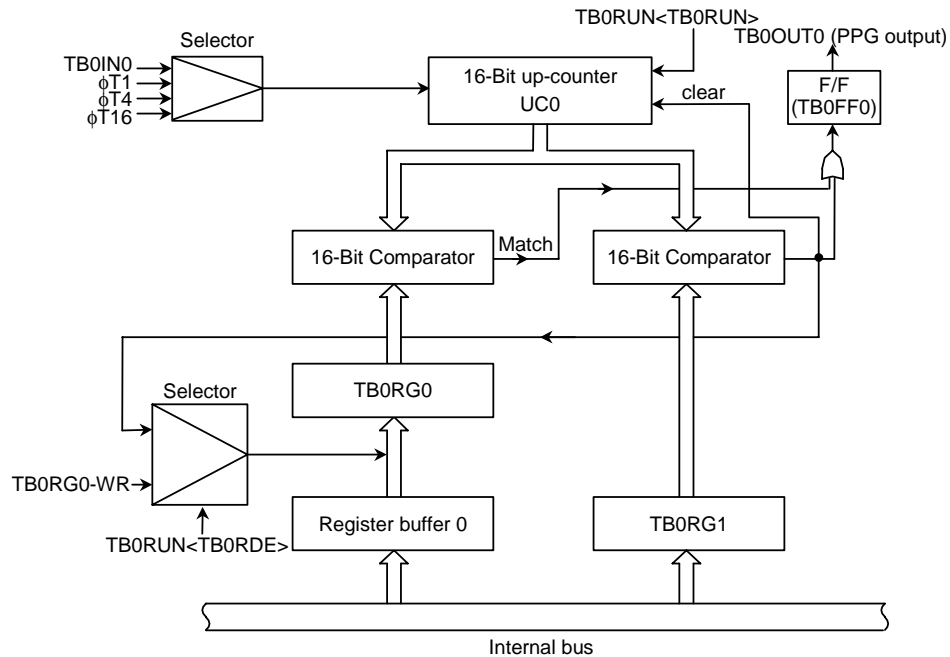 TB0RUN<TB0RUN>
TB0OUT0 (PPG output)
Selector
TB0IN0
ϕT1
ϕT4
ϕT16
16-Bit up-counter
UC0
clear
F/F
(TB0FF0)
16-Bit Comparator
Match
16-Bit Comparator
TB0RG0
Selector
TB0RG0-WR
TB0RUN<TB0RDE>
Register buffer 0
TB0RG1
Internal bus